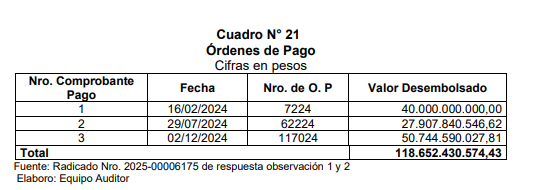 Cuadro N° 21
Órdenes de Pago
Cifras en pesos
Nro. Comprobante Pago Fecha Nro. de O. P Valor Desembolsado
1 16/02/2024 7224 40.000.000.000,00
2 29/07/2024 62224 27.907.840.546,62
3 02/12/2024 117024 50.744.590.027,81
Total 118.652.430.574,43
Fuente: Radicado Nro. 2025-00006175 de respuesta observación 1 y 2
Elaboro: Equipo Auditor